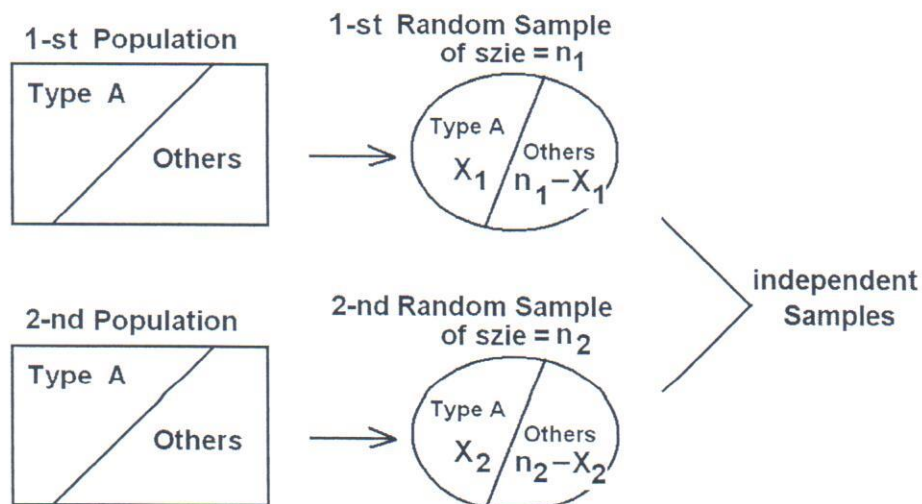 1-st Population
1-st Random Sample
of szie = n₁
Type A
Others
Type A
X₁
Others
n₁−X₁
independent
Samples
2-nd Population
2-nd Random Sample
of szie = n₂
Type A
Others
Type A
X₂
Others
n₂−X₂